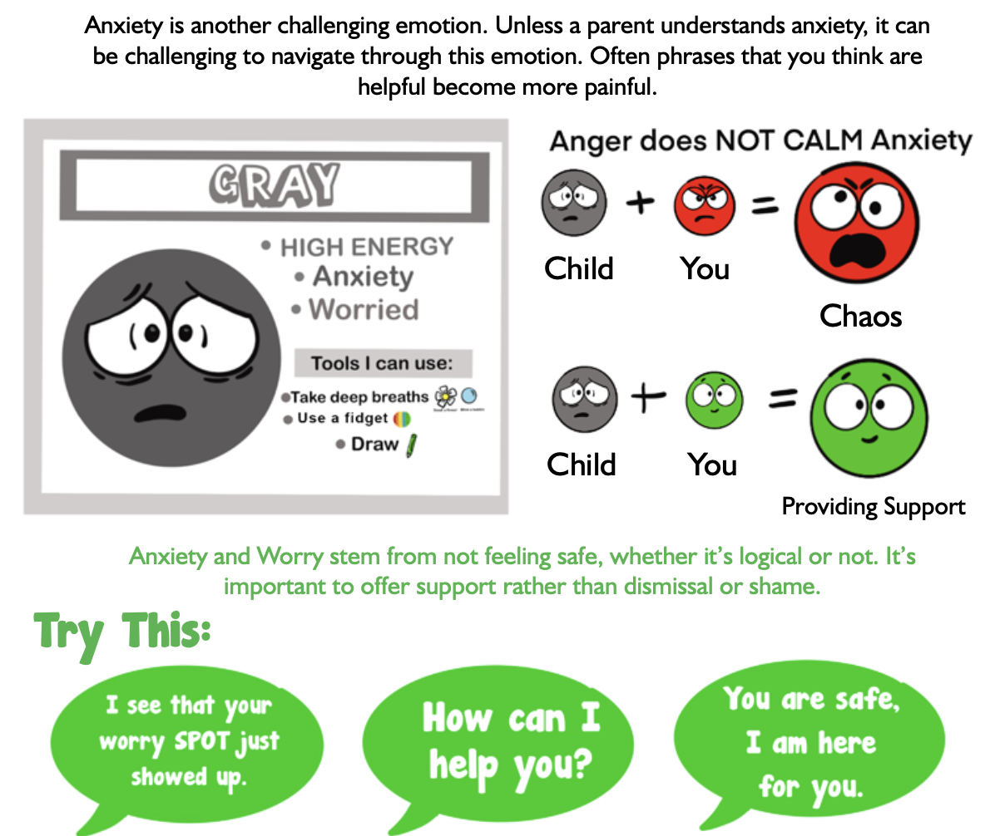 Anxiety is another challenging emotion. Unless a parent understands anxiety, it can
be challenging to navigate through this emotion. Often phrases that you think are
helpful become more painful.
GRAY
• HIGH ENERGY
• Anxiety
• Worried
Tools I can use:
• Take deep breaths
• Use a fidget
• Draw
Anger does NOT CALM Anxiety
+ =
Child You
Chaos
+ =
Child You
Providing Support
Anxiety and Worry stem from not feeling safe, whether it's logical or not. It's
important to offer support rather than dismissal or shame.
Try This:
I see that your
worry SPOT just
showed up.
How can I
help you?
You are safe,
I am here
for you.